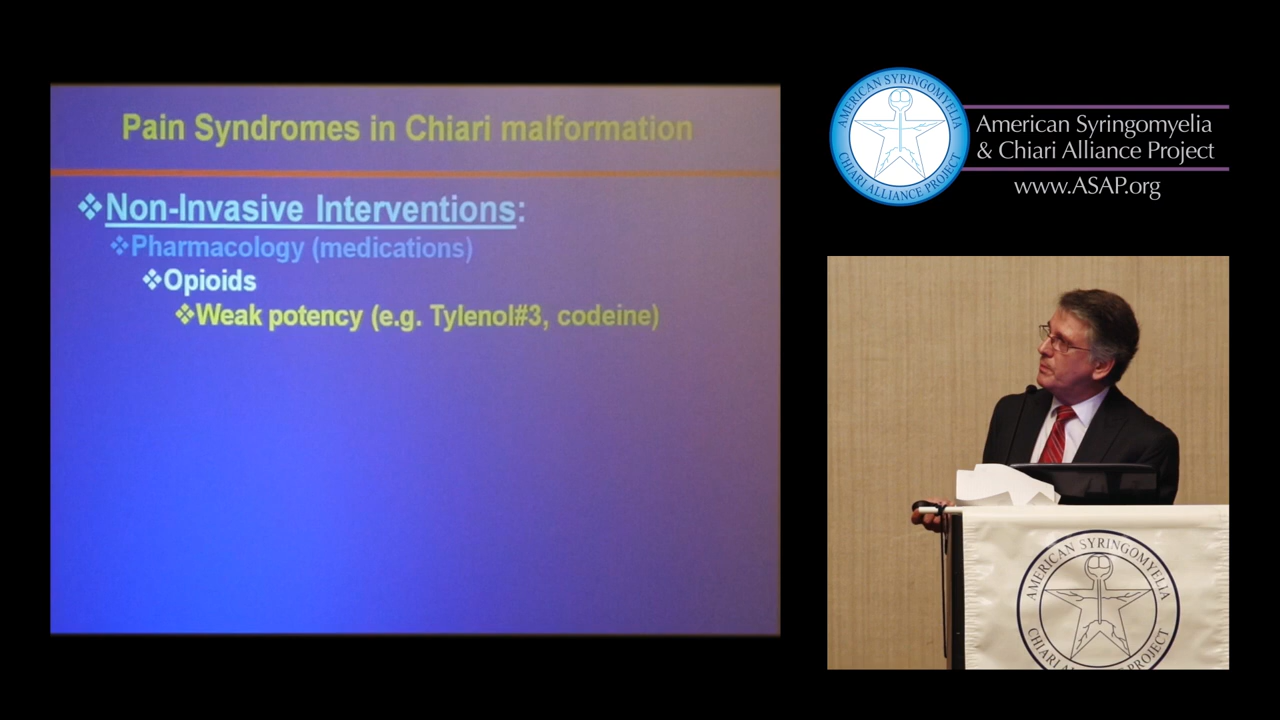 Pain Syndromes in Chiari malformation
❖Non-Invasive Interventions:
❖Pharmacology (medications)
❖Opioids
❖Weak potency (e.g. Tylenol#3, codeine)
AMERICAN SYRINGOMYELIA
CHIARI ALLIANCE PROJECT
American Syringomyelia
& Chiari Alliance Project
www.ASAP.org
AMERICAN SYRINGOMYELIA
CHIARI ALLIANCE PROJECT